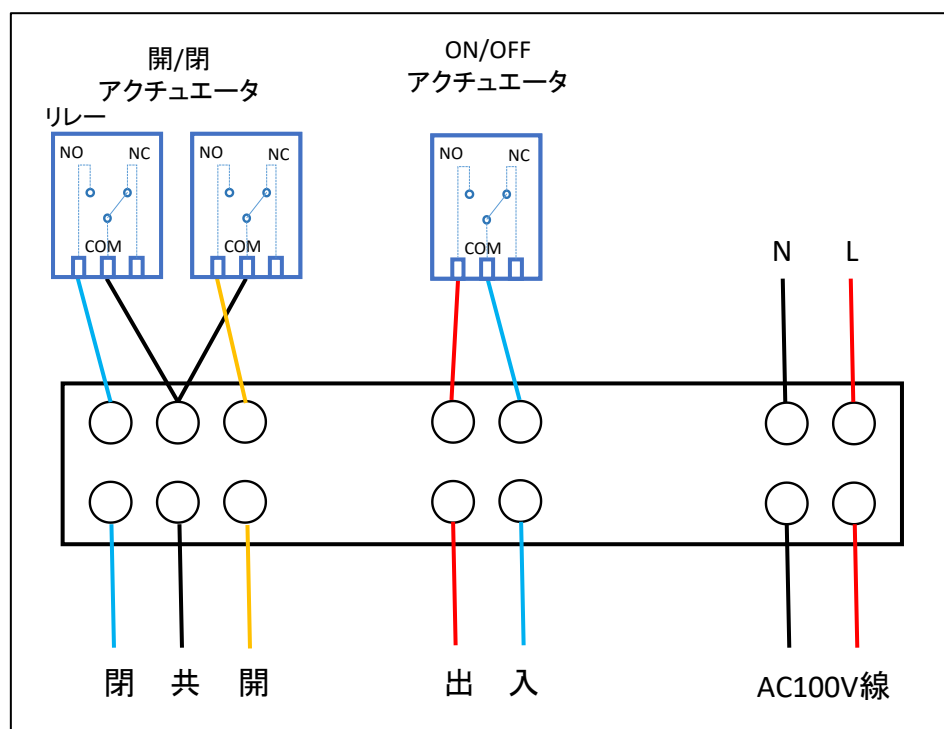 開/閉
アクチュエータ
ON/OFF
アクチュエータ
リレー
NO NC
COM
NO NC
COM
NO NC
COM
N L
閉 共 開
出 入
AC100V線